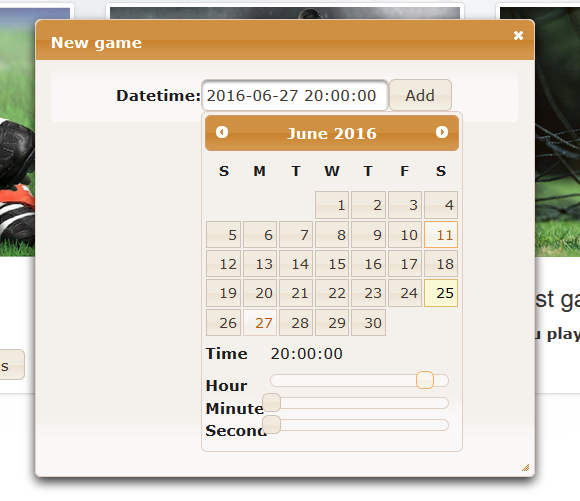 New game
Datetime: 2016-06-27 20:00:00 Add
June 2016
S M T W T F S
1 2 3 4
5 6 7 8 9 10 11
12 13 14 15 16 17 18
19 20 21 22 23 24 25
26 27 28 29 30
Time 20:00:00
Hour
Minute
Second
st ga
u play
s